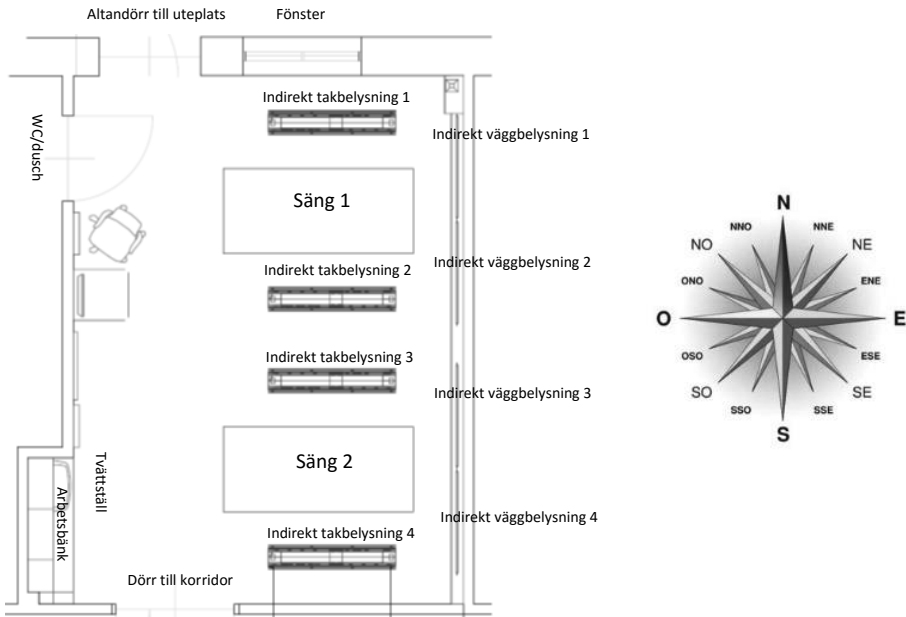 Altandörr till uteplats
Fönster
Indirekt takbelysning 1
Indirekt väggbelysning 1
WC/dusch
Säng 1
Indirekt takbelysning 2
Indirekt väggbelysning 2
Indirekt takbelysning 3
Indirekt väggbelysning 3
Säng 2
Tvättställ
Arbetsbänk
Indirekt väggbelysning 4
Indirekt takbelysning 4
Dörr till korridor
N
NNO
NNE
NO
NE
ONO
ENE
O
E
OSO
ESE
SO
SE
SSO
SSE
S